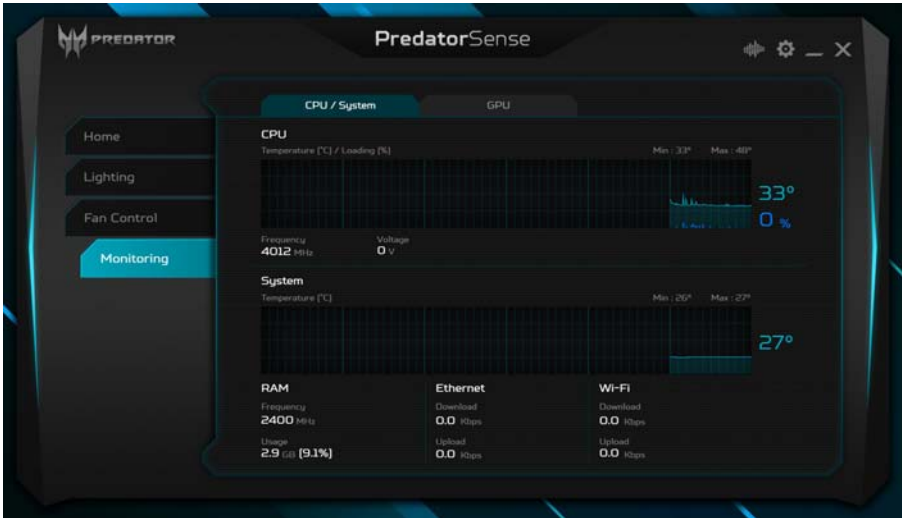 PREDATOR
PredatorSense
CPU / System
GPU
Home
Lighting
Fan Control
Monitoring
CPU
Temperature [°C] / Loading [%]
Min : 33° Max : 48°
33°
0 %
Frequency
4012 MHz
Voltage
0 V
System
Temperature [°C]
Min : 26° Max : 27°
27°
RAM
Frequency
2400 MHz
Usage
2.9 GB [9.1%]
Ethernet
Download
0.0 Kbps
Upload
0.0 Kbps
Wi-Fi
Download
0.0 Kbps
Upload
0.0 Kbps